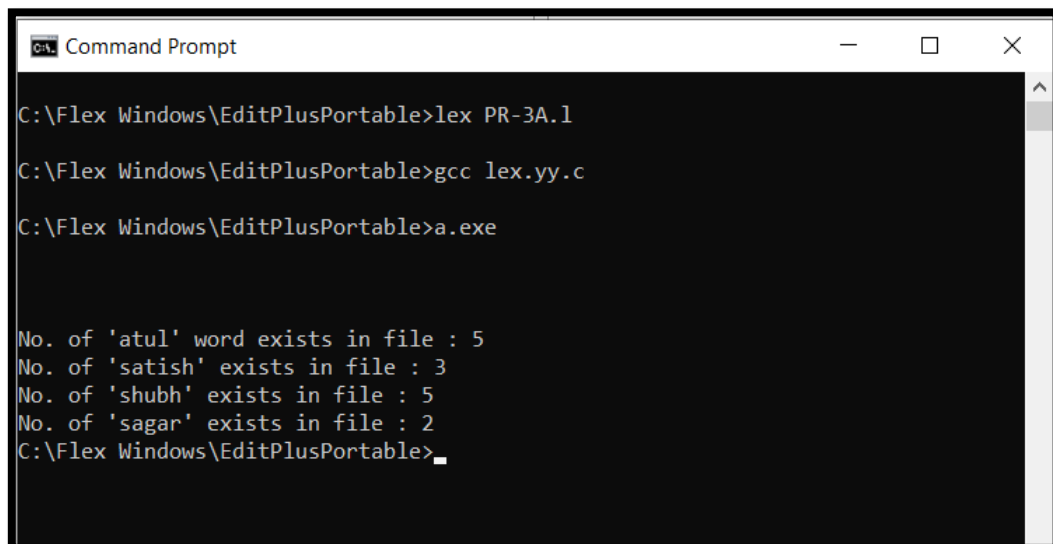 Command Prompt
C:\Flex Windows\EditPlusPortable>lex PR-3A.l
C:\Flex Windows\EditPlusPortable>gcc lex.yy.c
C:\Flex Windows\EditPlusPortable>a.exe
No. of 'atul' word exists in file : 5
No. of 'satish' exists in file : 3
No. of 'shubh' exists in file : 5
No. of 'sagar' exists in file : 2
C:\Flex Windows\EditPlusPortable>